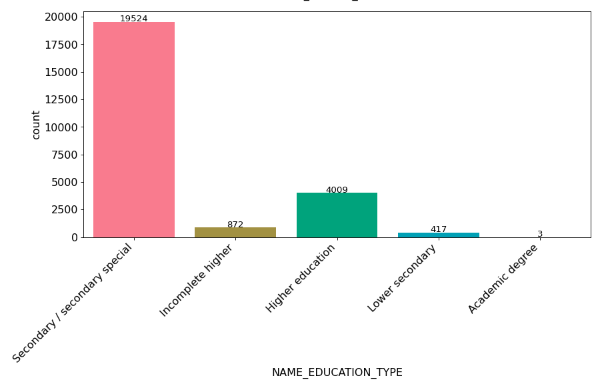 20000
17500
15000
12500
10000
7500
5000
2500
0
count
19524
872
4009
417
3
Secondary / secondary special
Incomplete higher
Higher education
Lower secondary
Academic degree
NAME_EDUCATION_TYPE